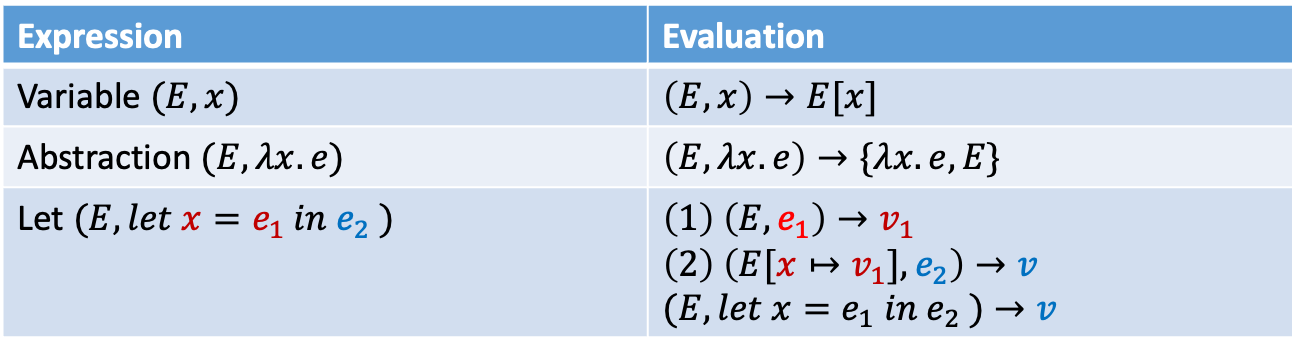 Expression Evaluation
Variable (E, x) (E, x) → E[x]
Abstraction (E, λx. e) (E, λx. e) → {λx. e, E}
Let (E, let x = e₁ in e₂ ) (1) (E, e₁) → v₁
(2) (E[x ↦ v₁], e₂) → v
(E, let x = e₁ in e₂ ) → v